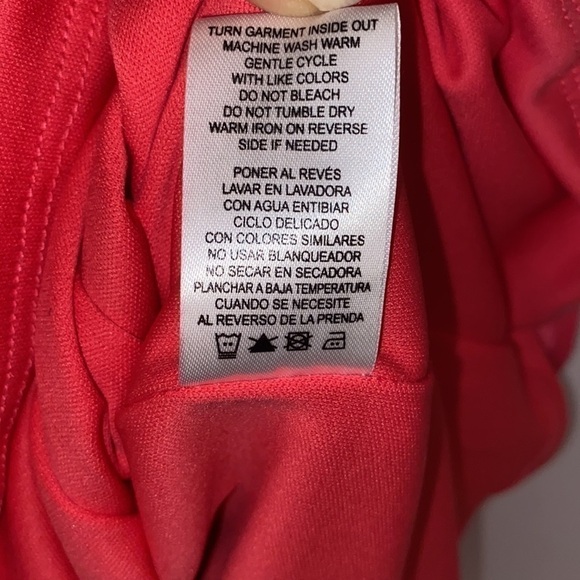 TURN GARMENT INSIDE OUT
MACHINE WASH WARM
GENTLE CYCLE
WITH LIKE COLORS
DO NOT BLEACH
DO NOT TUMBLE DRY
WARM IRON ON REVERSE
SIDE IF NEEDED
PONER AL REVÉS
LAVAR EN LAVADORA
CON AGUA ENTIBIAR
CICLO DELICADO
CON COLORES SIMILARES
NO USAR BLANQUEADOR
NO SECAR EN SECADORA
PLANCHAR A BAJA TEMPERATURA
CUANDO SE NECESITE
AL REVERSO DE LA PRENDA